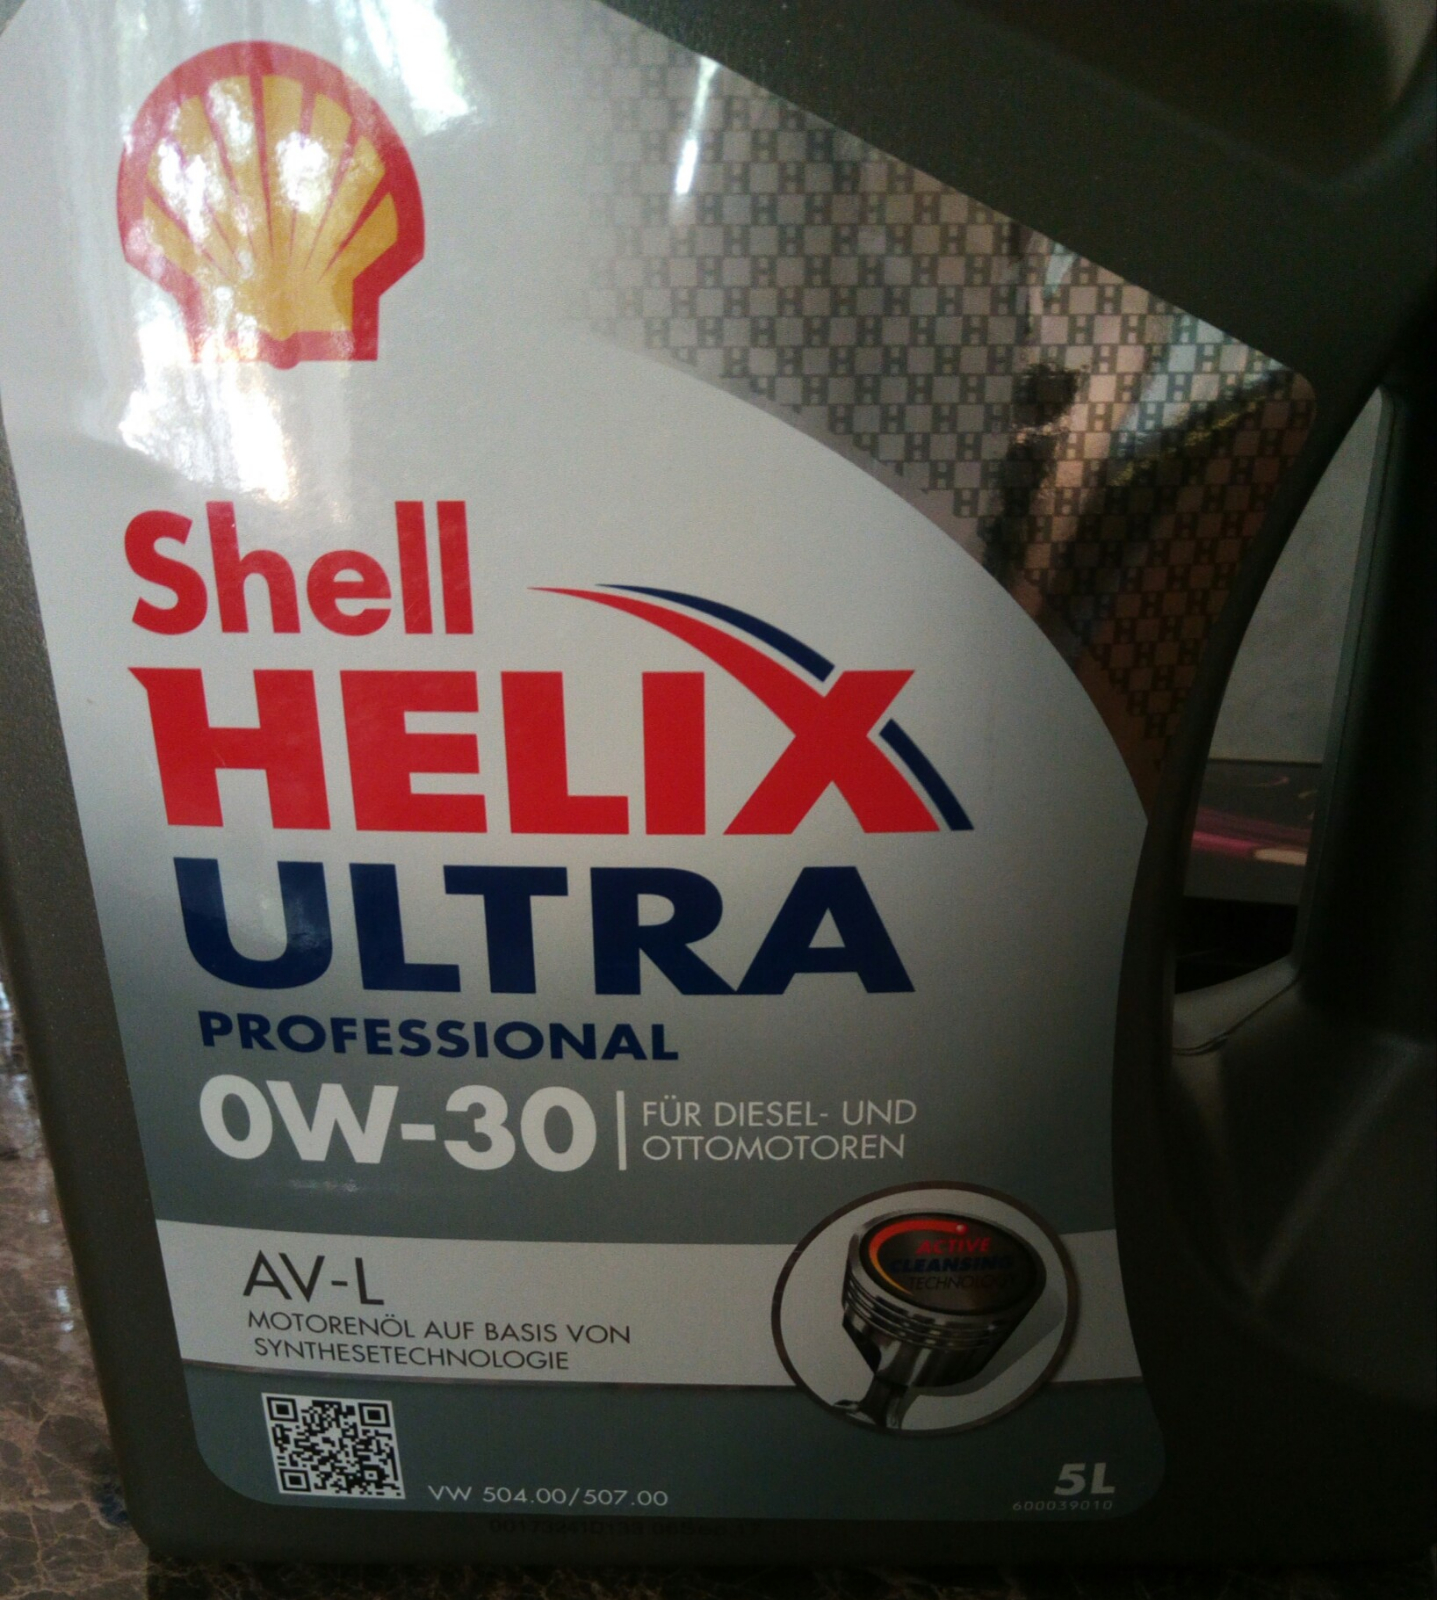 Shell
HELIX
ULTRA
PROFESSIONAL
0W-30
FÜR DIESEL- UND
OTTOMOTOREN
AV-L
MOTORENÖL AUF BASIS VON
SYNTHESETECHNOLOGIE
ACTIVE
CLEANSING
TECHNOLOGY
VW 504.00/507.00
5L
600039010